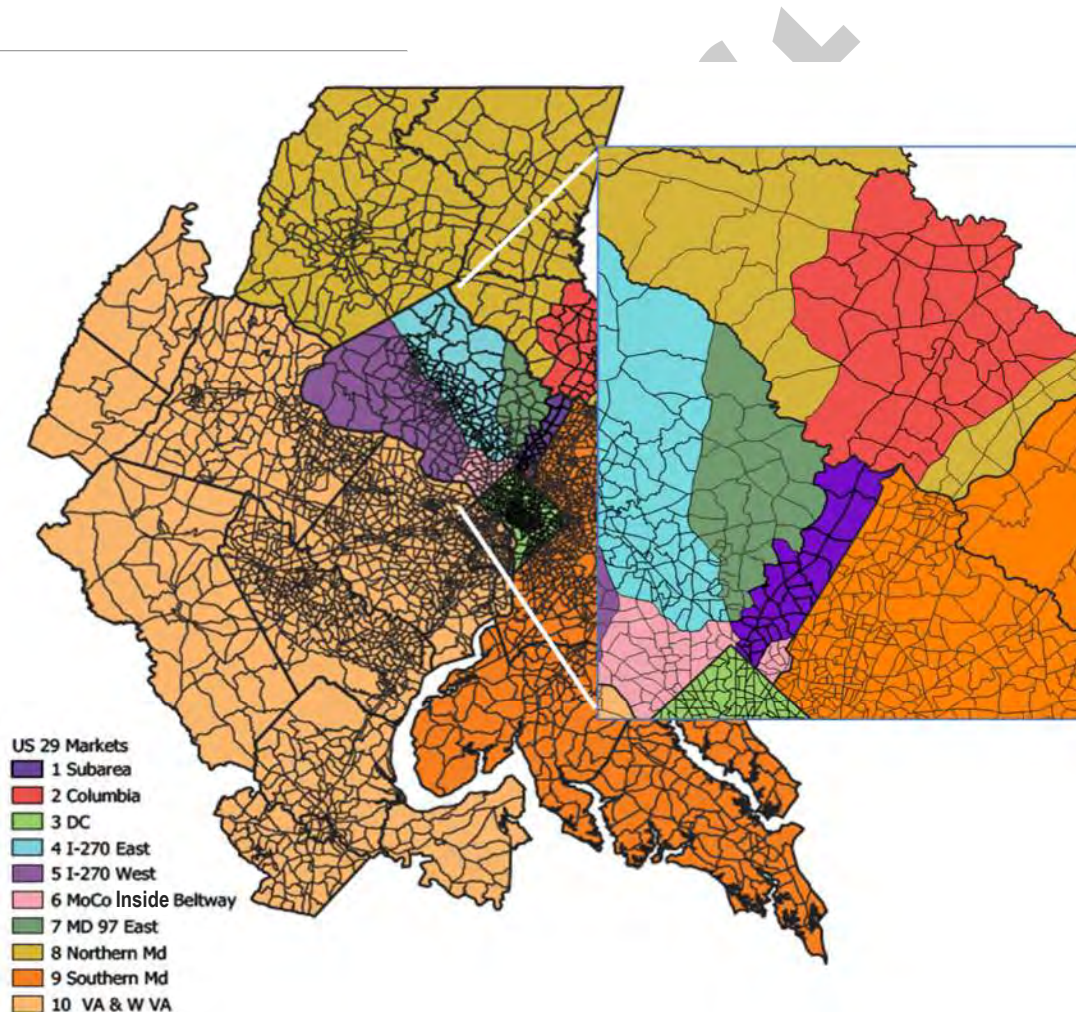 US 29 Markets
1 Subarea
2 Columbia
3 DC
4 I-270 East
5 I-270 West
6 MoCo Inside Beltway
7 MD 97 East
8 Northern Md
9 Southern Md
10 VA & W VA